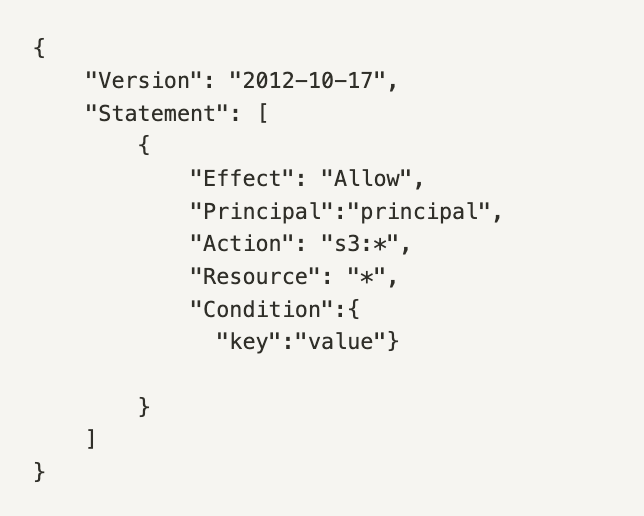 {
    "Version": "2012-10-17",
    "Statement": [
        {
            "Effect": "Allow",
            "Principal":"principal",
            "Action": "s3:*",
            "Resource": "*",
            "Condition":{
              "key":"value"}

        }
    ]
}